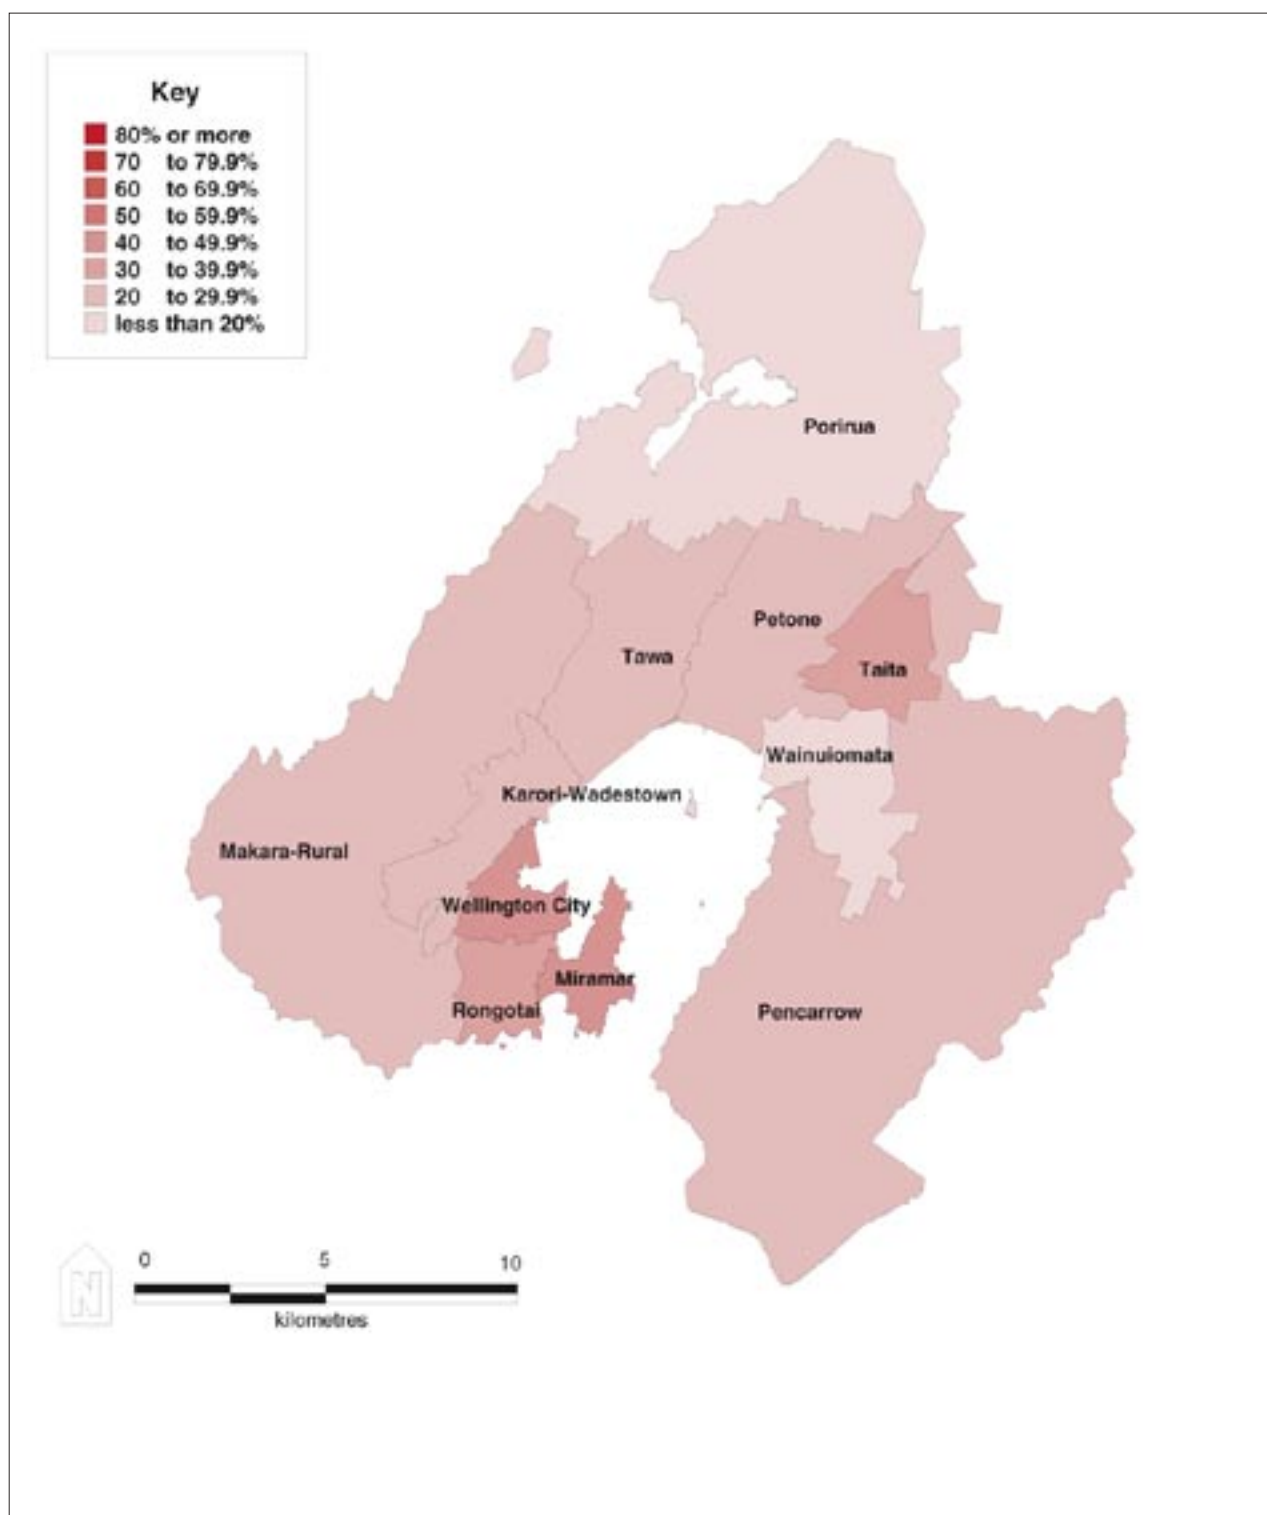 Key
80% or more
70 to 79.9%
60 to 69.9%
50 to 59.9%
40 to 49.9%
30 to 39.9%
20 to 29.9%
less than 20%
Porirua
Petone
Tawa
Taita
Wainuiomata
Karori-Wadestown
Makara-Rural
Wellington City
Miramar
Rongotai
Pencarrow
0 5 10
N
kilometres